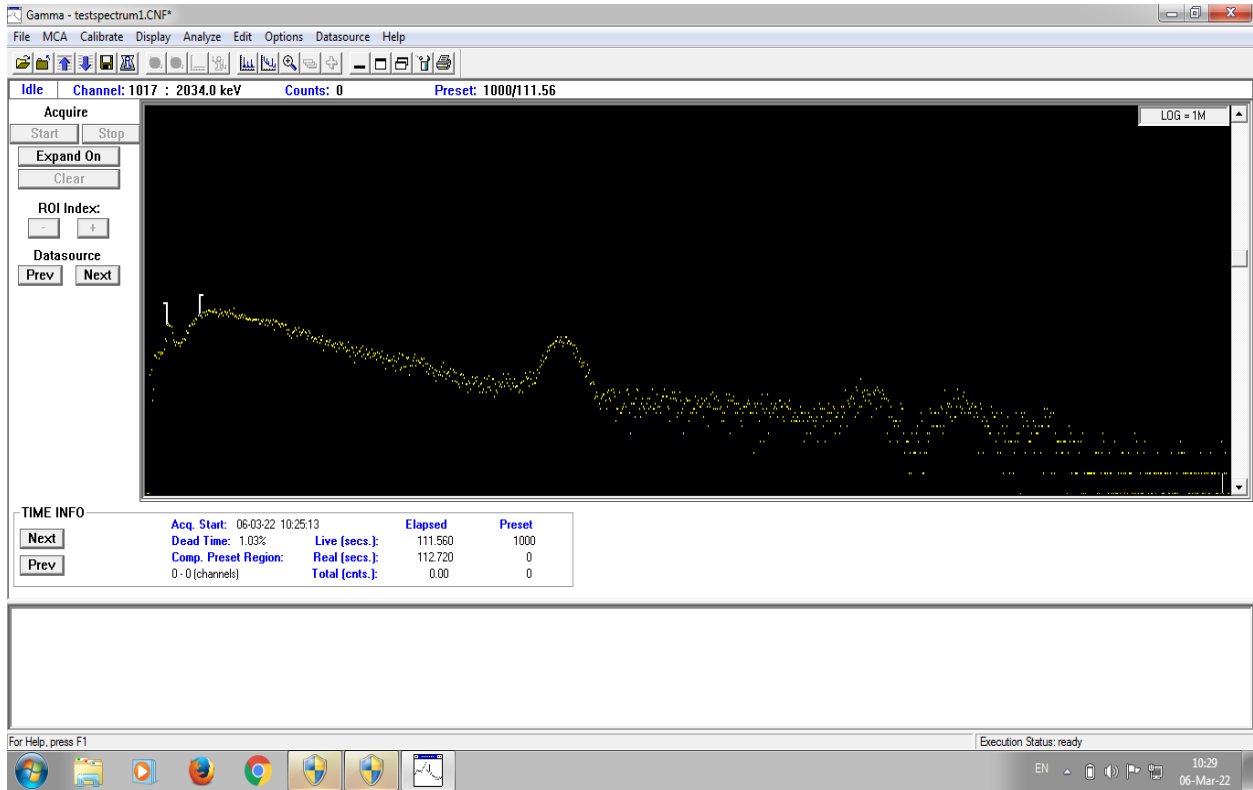 Gamma - testspectrum1.CNF*
File MCA Calibrate Display Analyze Edit Options Datasource Help
Idle Channel: 1017 : 2034.0 keV Counts: 0 Preset: 1000/111.56
Acquire
Start Stop
Expand On
Clear
ROI Index:
- +
Datasource
Prev Next
LOG = 1M
TIME INFO
Next
Prev
Acq. Start: 06-03-22 10:25:13 Elapsed Preset
Dead Time: 1.03% Live (secs.): 111.560 1000
Comp. Preset Region: Real (secs.): 112.720 0
0 - 0 (channels) Total (cnts.): 0.00 0
For Help, press F1
Execution Status: ready
EN
10:29
06-Mar-22